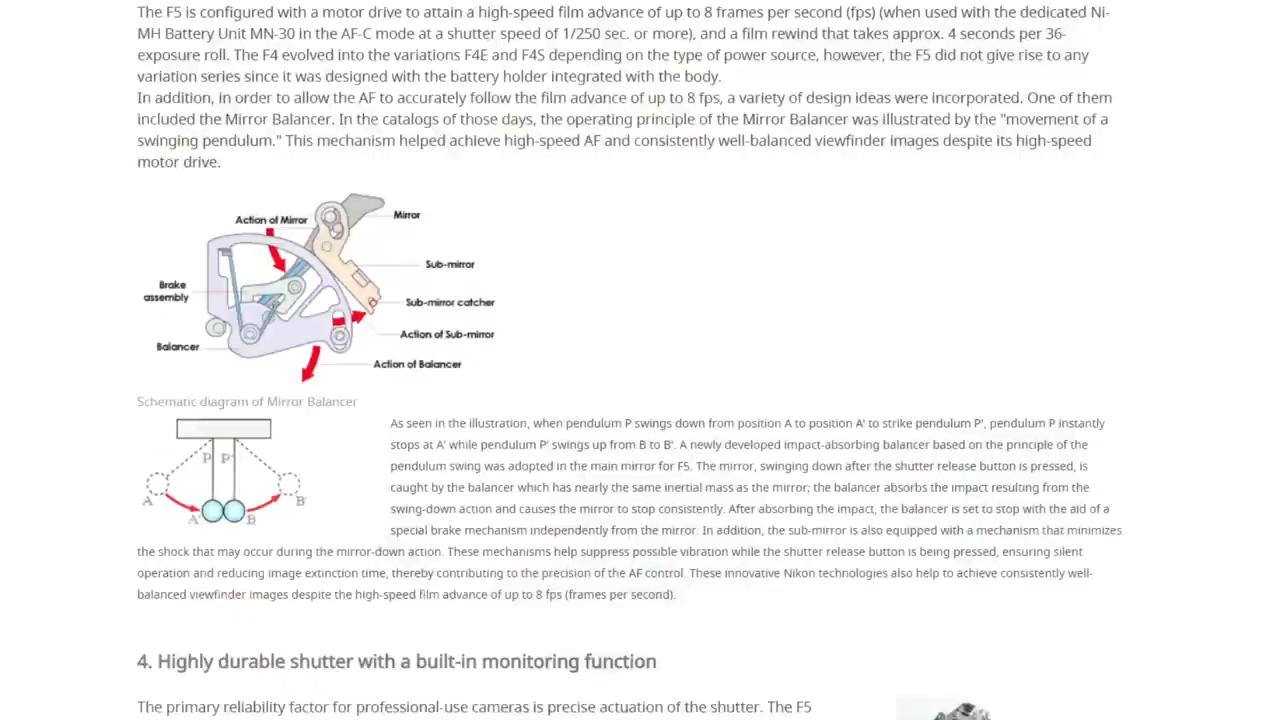 The F5 is configured with a motor drive to attain a high-speed film advance of up to 8 frames per second (fps) (when used with the dedicated Ni-
MH Battery Unit MN-30 in the AF-C mode at a shutter speed of 1/250 sec. or more), and a film rewind that takes approx. 4 seconds per 36-
exposure roll. The F4 evolved into the variations F4E and F4S depending on the type of power source, however, the F5 did not give rise to any
variation series since it was designed with the battery holder integrated with the body.
In addition, in order to allow the AF to accurately follow the film advance of up to 8 fps, a variety of design ideas were incorporated. One of them
included the Mirror Balancer. In the catalogs of those days, the operating principle of the Mirror Balancer was illustrated by the "movement of a
swinging pendulum." This mechanism helped achieve high-speed AF and consistently well-balanced viewfinder images despite its high-speed
motor drive.
Action of Mirror
Mirror
Sub-mirror
Brake
assembly
Sub-mirror catcher
Action of Sub-mirror
Balancer
Action of Balancer
Schematic diagram of Mirror Balancer
P P'
A
B'
A'
B
As seen in the illustration, when pendulum P swings down from position A to position A' to strike pendulum P', pendulum P instantly
stops at A' while pendulum P' swings up from B to B'. A newly developed impact-absorbing balancer based on the principle of the
pendulum swing was adopted in the main mirror for F5. The mirror, swinging down after the shutter release button is pressed, is
caught by the balancer which has nearly the same inertial mass as the mirror; the balancer absorbs the impact resulting from the
swing-down action and causes the mirror to stop consistently. After absorbing the impact, the balancer is set to stop with the aid of a
special brake mechanism independently from the mirror. In addition, the sub-mirror is also equipped with a mechanism that minimizes
the shock that may occur during the mirror-down action. These mechanisms help suppress possible vibration while the shutter release button is being pressed, ensuring silent
operation and reducing image extinction time, thereby contributing to the precision of the AF control. These innovative Nikon technologies also help to achieve consistently well-
balanced viewfinder images despite the high-speed film advance of up to 8 fps (frames per second).
4. Highly durable shutter with a built-in monitoring function
The primary reliability factor for professional-use cameras is precise actuation of the shutter. The F5